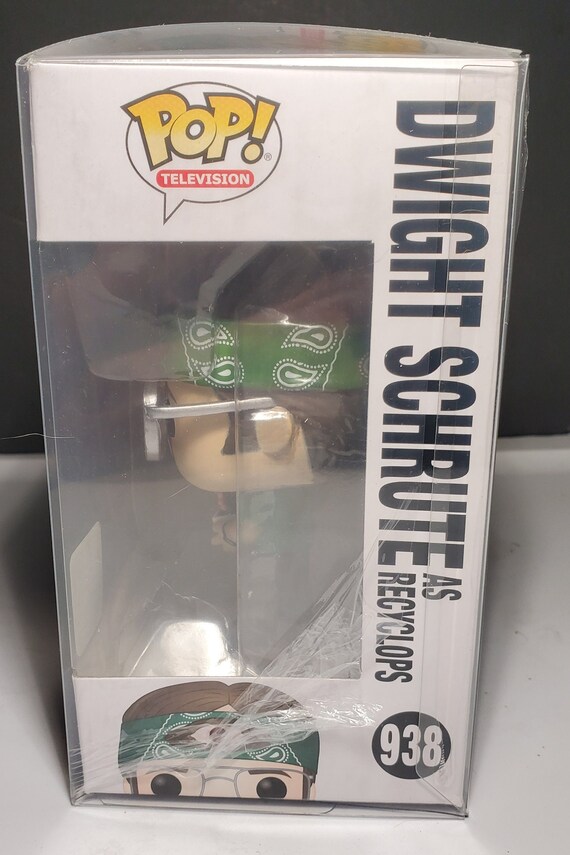 POP!
®
TELEVISION
DWIGHT SCHRUTE AS
RECYCLOPS
938